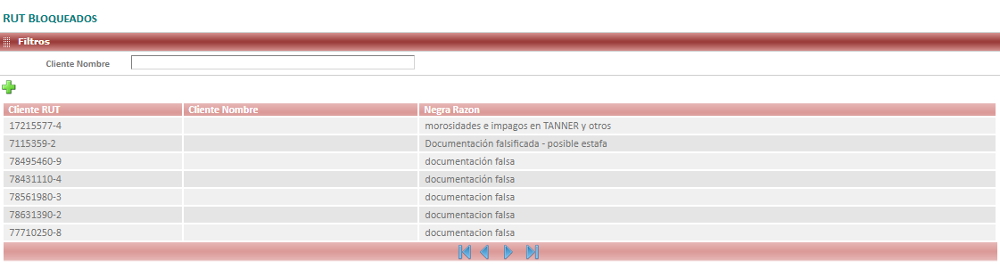 RUT BLOQUEADOS
Filtros
Cliente Nombre
Cliente RUT Cliente Nombre Negra Razon
17215577-4 morosidades e impagos en TANNER y otros
7115359-2 Documentación falsificada - posible estafa
78495460-9 documentación falsa
78431110-4 documentacion falsa
78561980-3 documentacion falsa
78631390-2 documentacion falsa
77710250-8 documentacion falsa